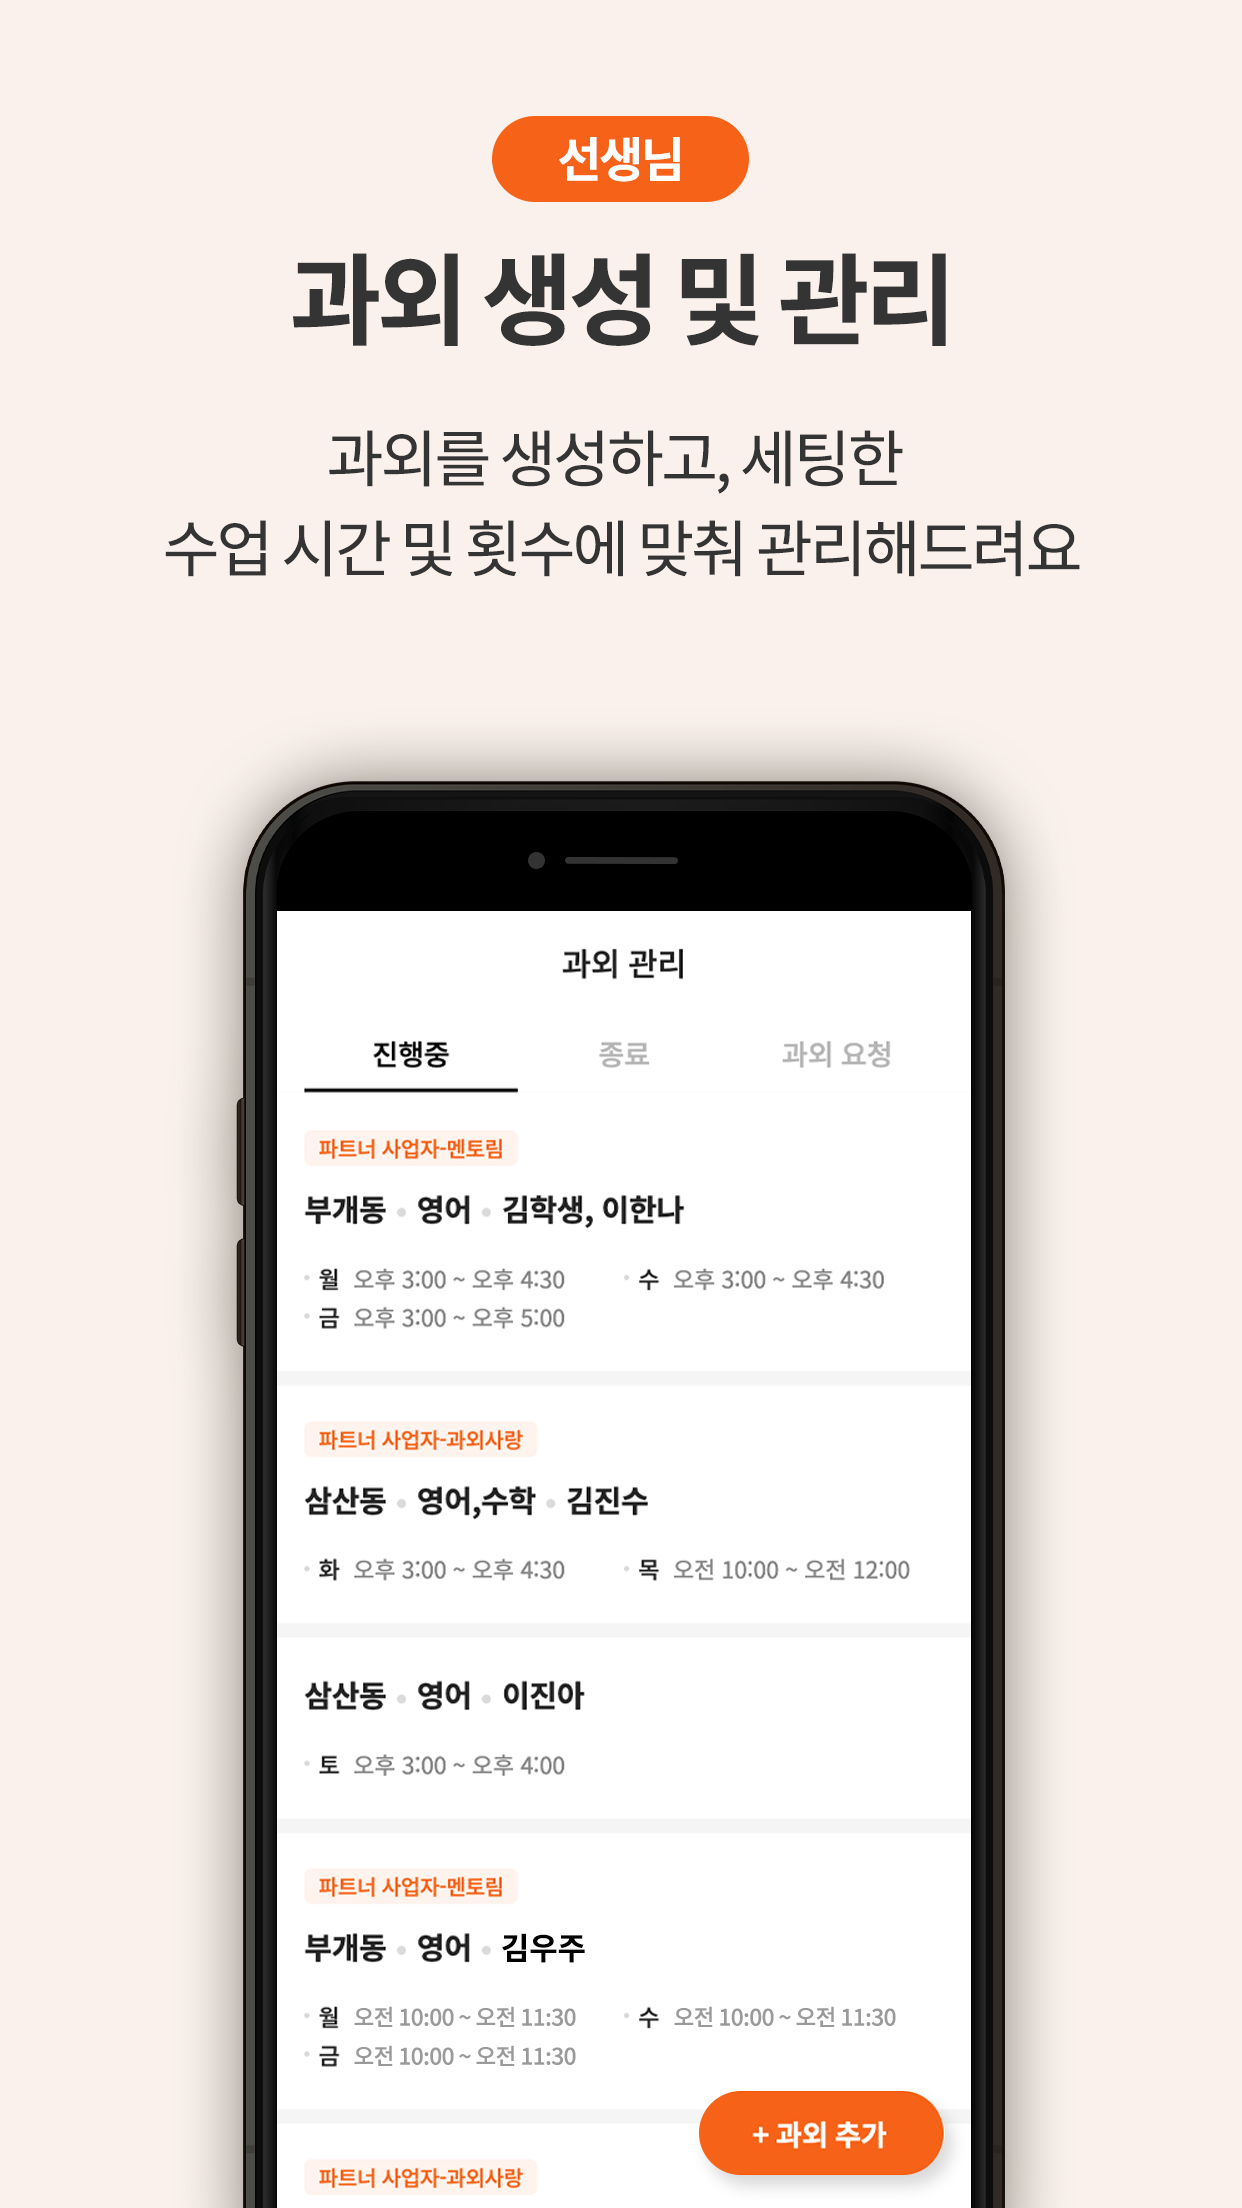 선생님
과외 생성 및 관리
과외를 생성하고, 세팅한
수업 시간 및 횟수에 맞춰 관리해드려요
과외 관리
진행중 종료 과외 요청
파트너 사업자-멘토림
부개동 • 영어 • 김학생, 이한나
· 월 오후 3:00 ~ 오후 4:30 · 수 오후 3:00 ~ 오후 4:30
· 금 오후 3:00 ~ 오후 5:00
파트너 사업자-과외사랑
삼산동 • 영어,수학 • 김진수
· 화 오후 3:00 ~ 오후 4:30 · 목 오전 10:00 ~ 오전 12:00
삼산동 • 영어 • 이진아
· 토 오후 3:00 ~ 오후 4:00
파트너 사업자-멘토림
부개동 • 영어 • 김우주
· 월 오전 10:00 ~ 오전 11:30 · 수 오전 10:00 ~ 오전 11:30
· 금 오전 10:00 ~ 오전 11:30
+ 과외 추가
파트너 사업자-과외사랑